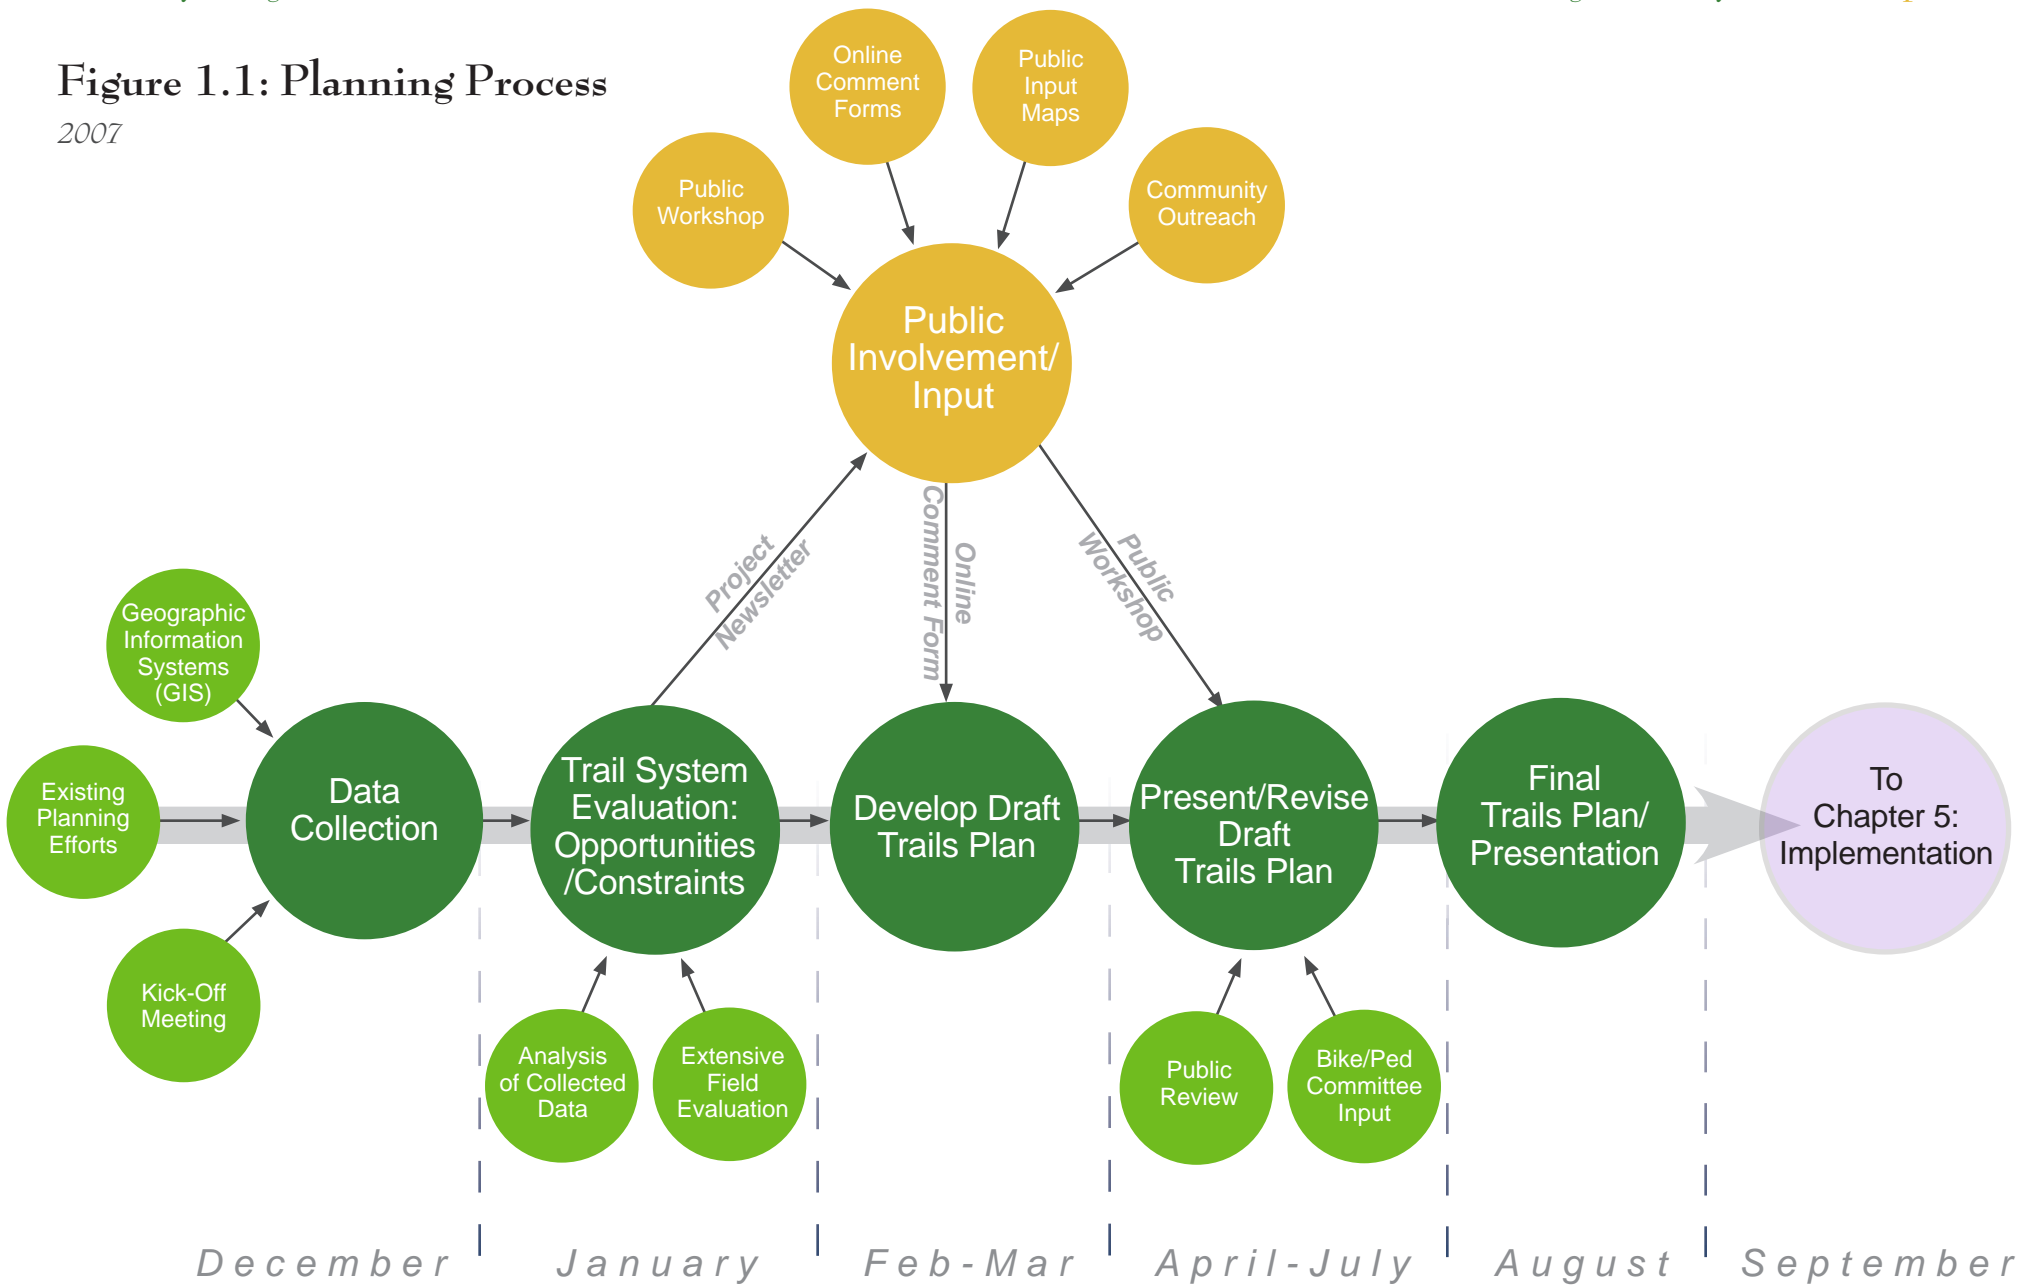 Figure 1.1: Planning Process
2007
Online
Comment
Forms
Public
Input
Maps
Public
Workshop
Community
Outreach
Public
Involvement/
Input
Project
Newsletter
Online
Comment Form
Public
Workshop
Geographic
Information
Systems
(GIS)
Existing
Planning
Efforts
Kick-Off
Meeting
Data
Collection
Trail System
Evaluation:
Opportunities
/Constraints
Develop Draft
Trails Plan
Present/Revise
Draft
Trails Plan
Final
Trails Plan/
Presentation
To
Chapter 5:
Implementation
Analysis
of Collected
Data
Extensive
Field
Evaluation
Public
Review
Bike/Ped
Committee
Input
December
January
Feb-Mar
April-July
August
September